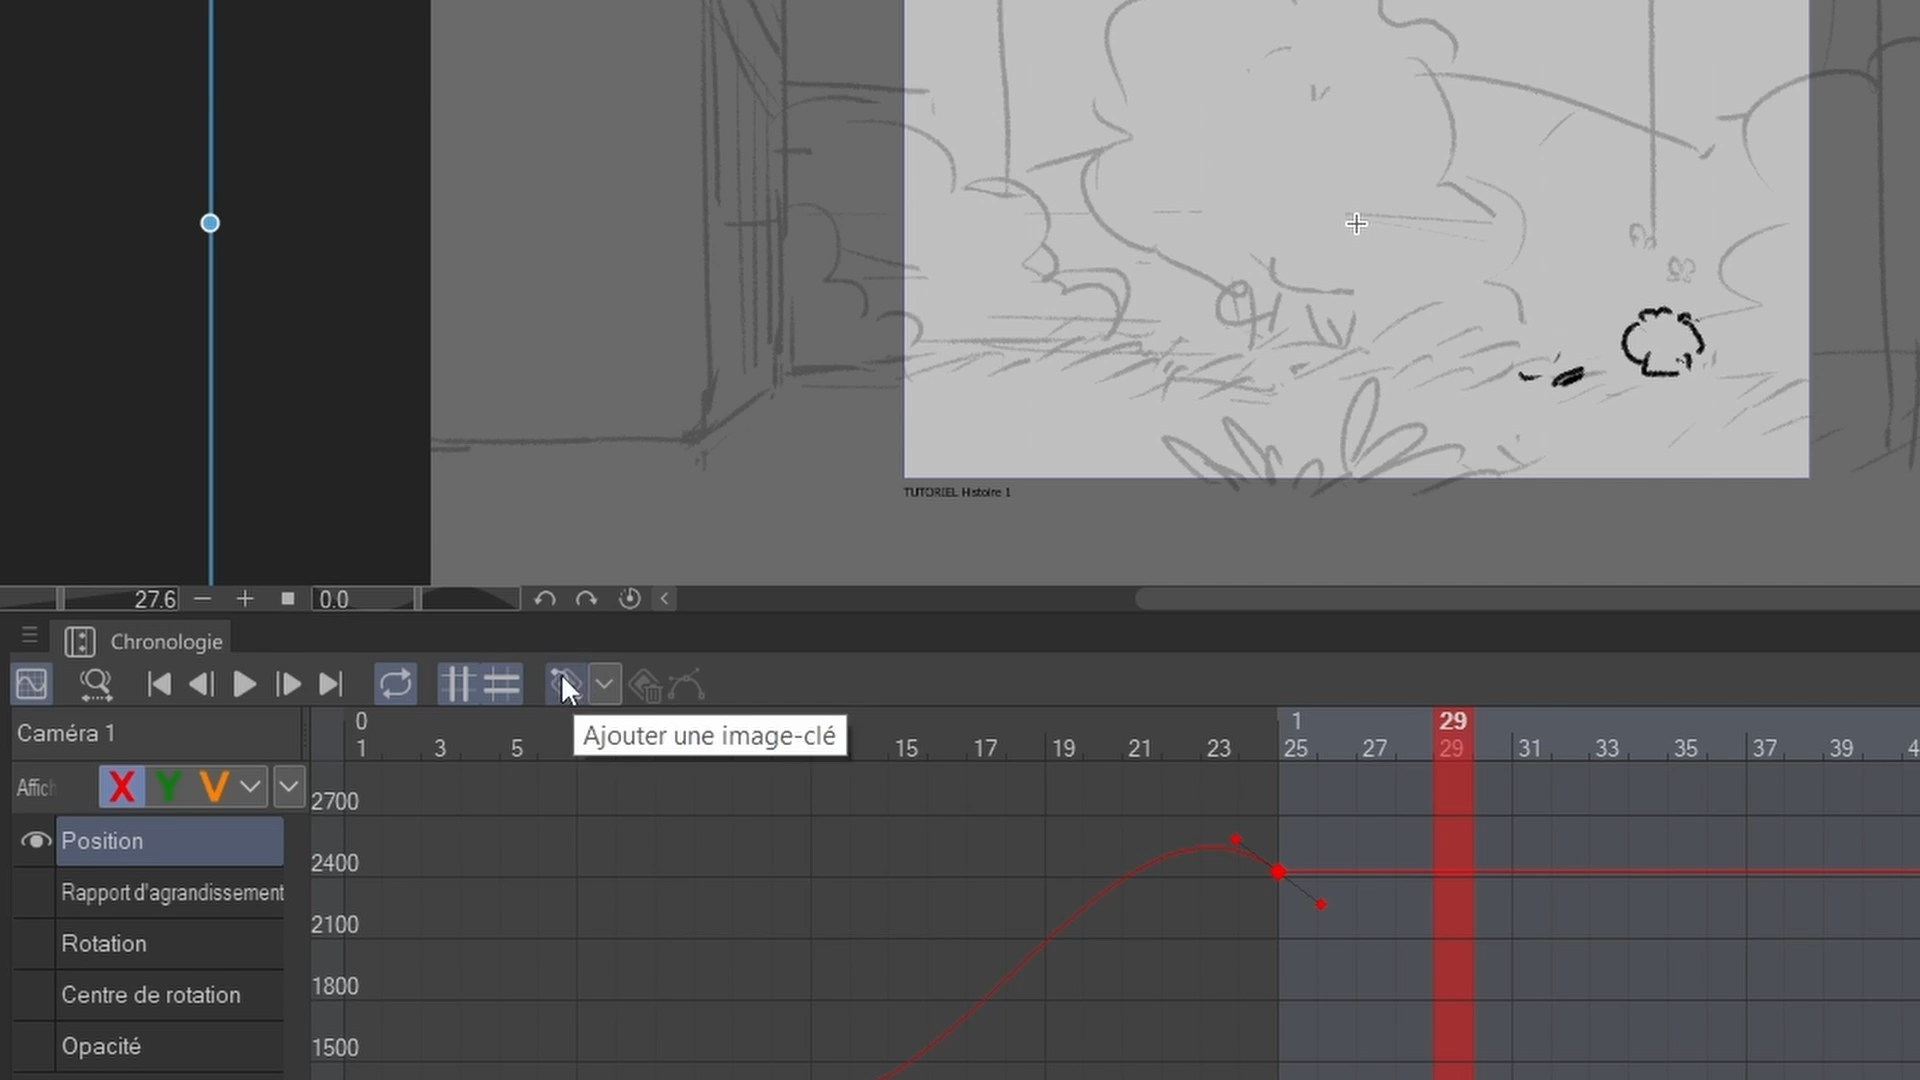 TUTORIEL Histoire 1
27.6
0.0
Chronologie
Ajouter une image-clé
Caméra 1
0 1 29
1 3 5 15 17 19 21 23 25 27 29 31 33 35 37 39
Affich
X Y V
2700
Position
2400
Rapport d'agrandissement
2100
Rotation
1800
Centre de rotation
1500
Opacité